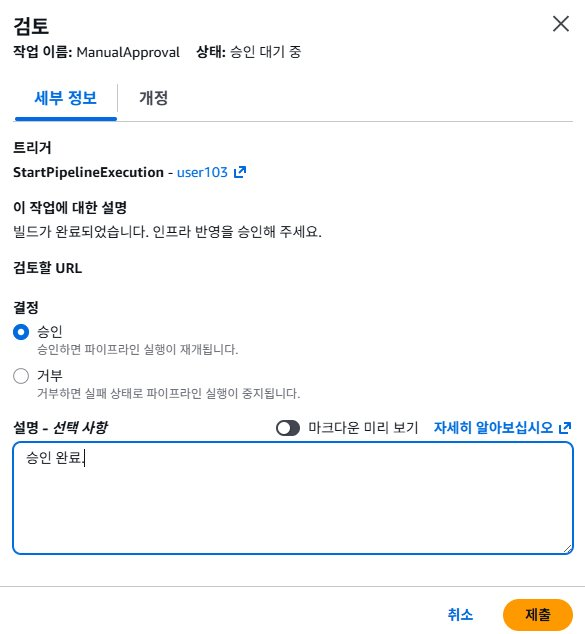 검토
작업 이름: ManualApproval 상태: 승인 대기 중
세부 정보 개정
트리거
StartPipelineExecution - user103
이 작업에 대한 설명
빌드가 완료되었습니다. 인프라 반영을 승인해 주세요.
검토할 URL
결정
승인
승인하면 파이프라인 실행이 재개됩니다.
거부
거부하면 실패 상태로 파이프라인 실행이 중지됩니다.
설명 - 선택 사항 마크다운 미리 보기 자세히 알아보십시오
승인 완료.
취소 제출